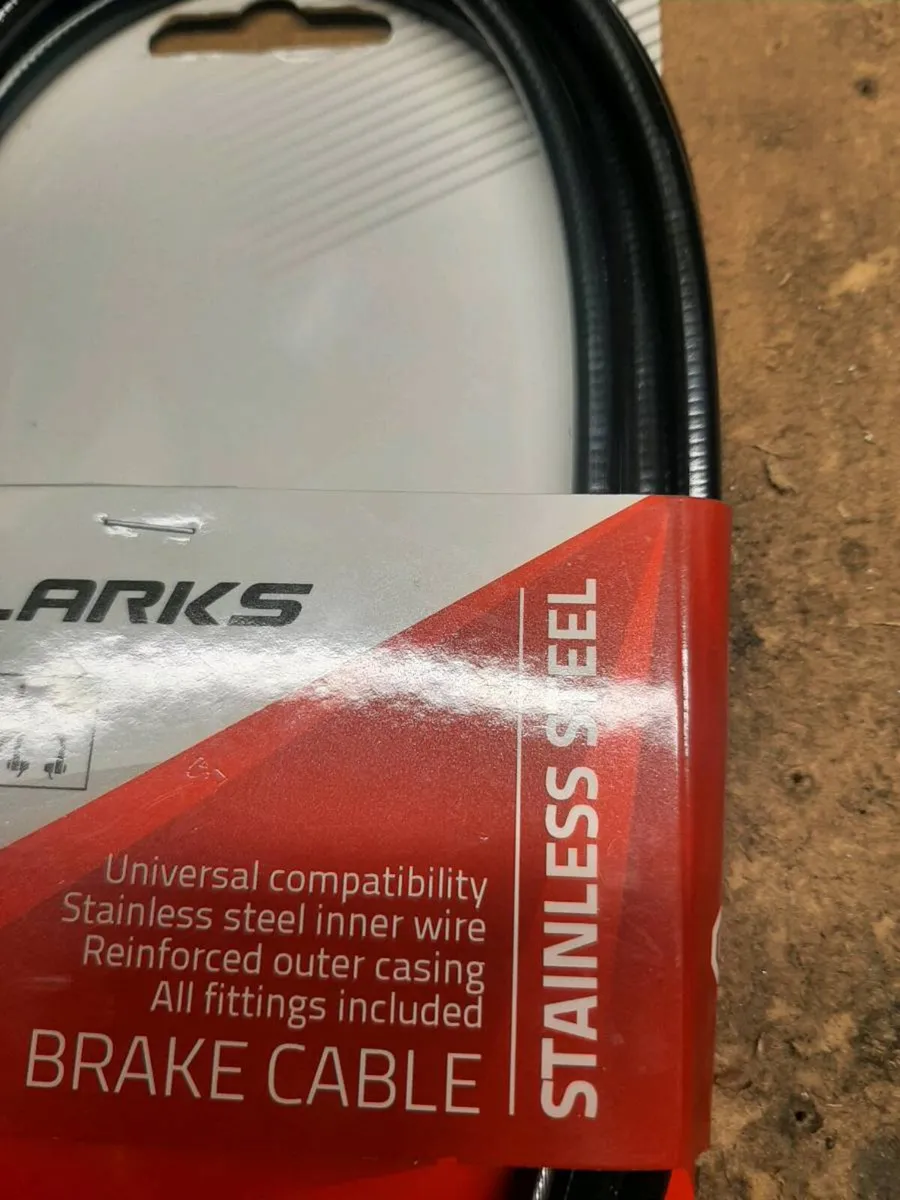 LARKS
Universal compatibility
Stainless steel inner wire
Reinforced outer casing
All fittings included
BRAKE CABLE
STAINLESS STEEL